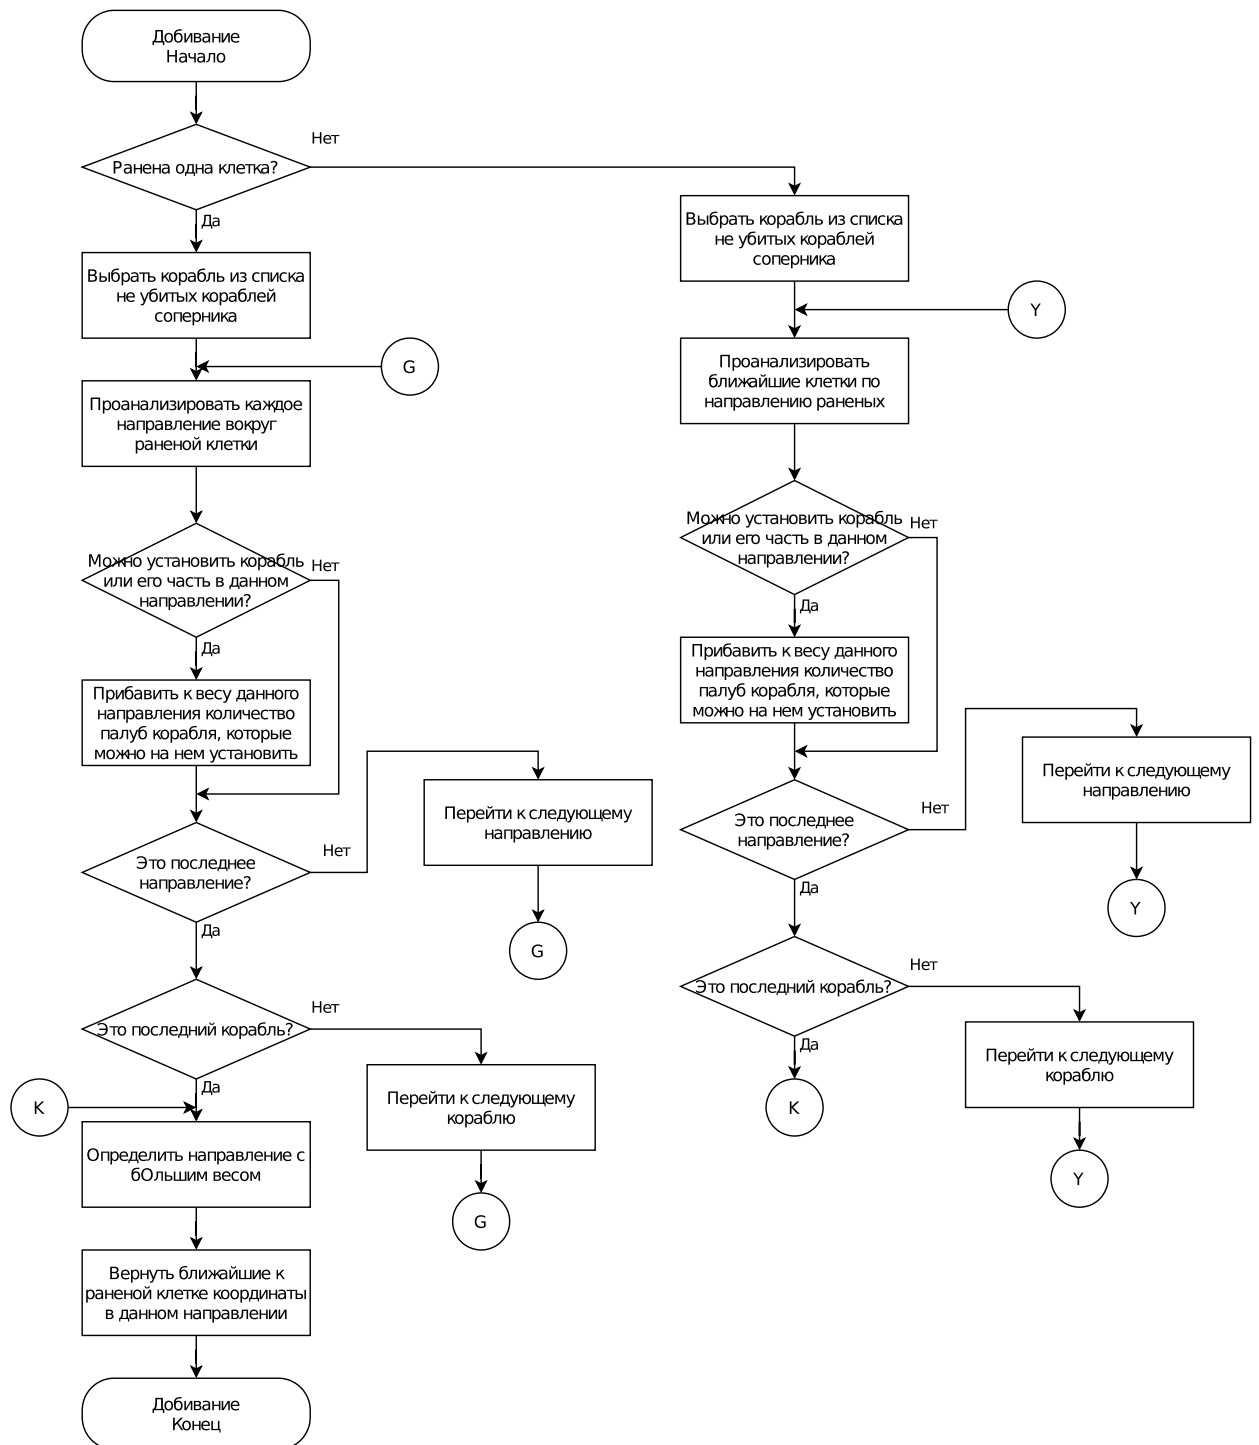 Добивание
Начало
Ранена одна клетка?
Нет
Да
Выбрать корабль из списка
не убитых кораблей
соперника
G
Проанализировать каждое
направление вокруг
раненой клетки
Можно установить корабль
или его часть в данном
направлении?
Нет
Да
Прибавить к весу данного
направления количество
палуб корабля, которые
можно на нем установить
Это последнее
направление?
Нет
Перейти к следующему
направлению
G
Да
Это последний корабль?
Нет
Перейти к следующему
кораблю
G
Да
K
Определить направление с
бОльшим весом
Вернуть ближайшие к
раненой клетке координаты
в данном направлении
Добивание
Конец
Выбрать корабль из списка
не убитых кораблей
соперника
Y
Проанализировать
ближайшие клетки по
направлению раненых
Можно установить корабль
или его часть в данном
направлении?
Нет
Да
Прибавить к весу данного
направления количество
палуб корабля, которые
можно на нем установить
Это последнее
направление?
Нет
Перейти к следующему
направлению
Y
Да
Это последний корабль?
Нет
Перейти к следующему
кораблю
Y
Да
K